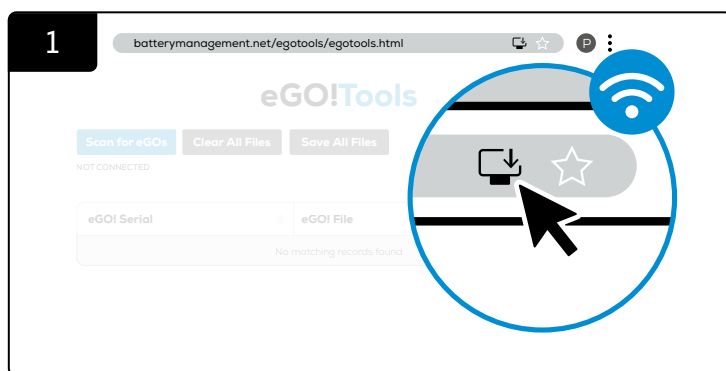 1
batterymanagement.net/egotools/egotools.html
P
eGO!Tools
Scan for eGOs Clear All Files Save All Files
NOT CONNECTED
eGO! Serial eGO! File
No matching records found